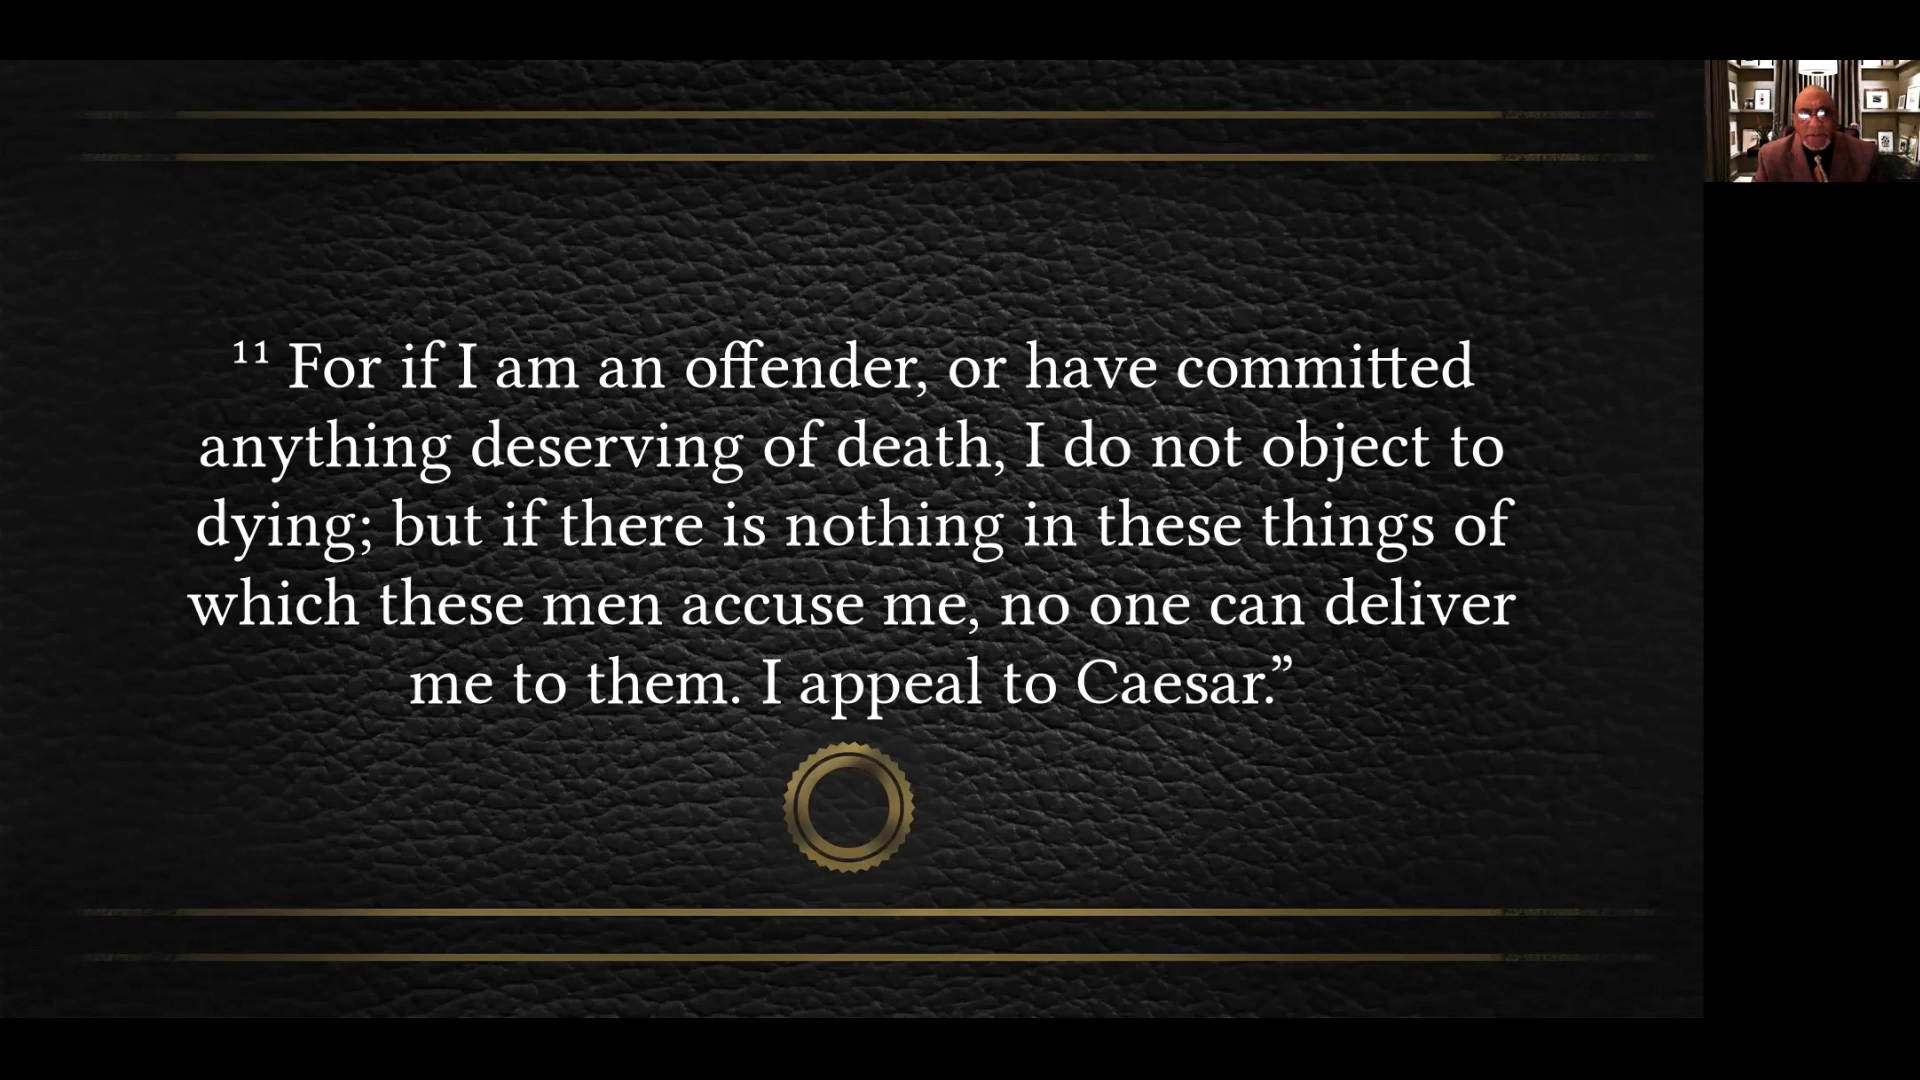 ¹¹ For if I am an offender, or have committed
anything deserving of death, I do not object to
dying; but if there is nothing in these things of
which these men accuse me, no one can deliver
me to them. I appeal to Caesar.”